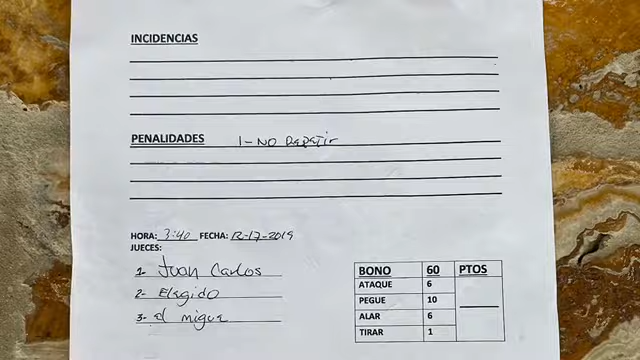 INCIDENCIAS
PENALIDADES 1-NO Repetir
HORA: 3:40 FECHA: 12-17-2019
JUECES:
1- Juan Carlos
2- Elegido
3- el migue
BONO 60 PTOS
ATAQUE 6
PEGUE 10
ALAR 6
TIRAR 1